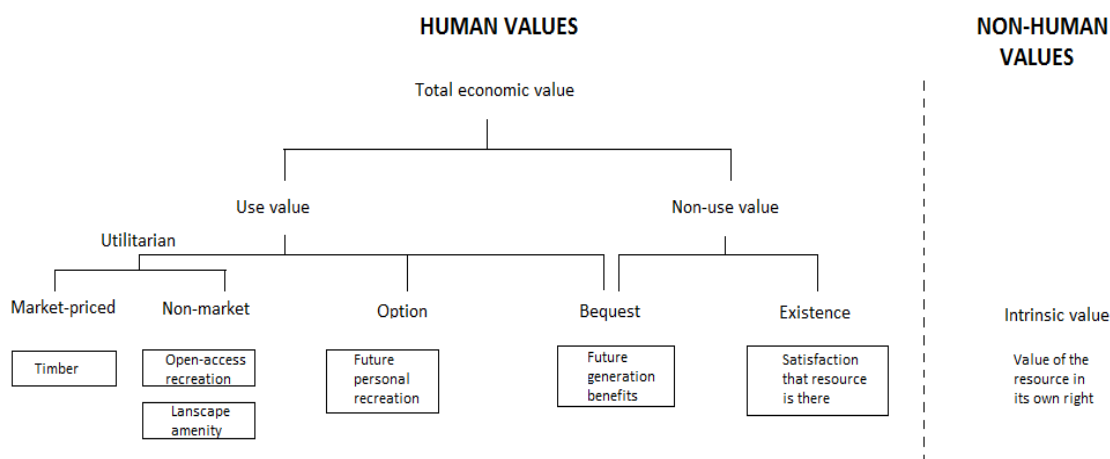 HUMAN VALUES
NON-HUMAN
VALUES
Total economic value
Use value
Non-use value
Utilitarian
Market-priced
Non-market
Option
Bequest
Existence
Intrinsic value
Timber
Open-access
recreation
Lanscape
amenity
Future
personal
recreation
Future
generation
benefits
Satisfaction
that resource
is there
Value of the
resource in
its own right